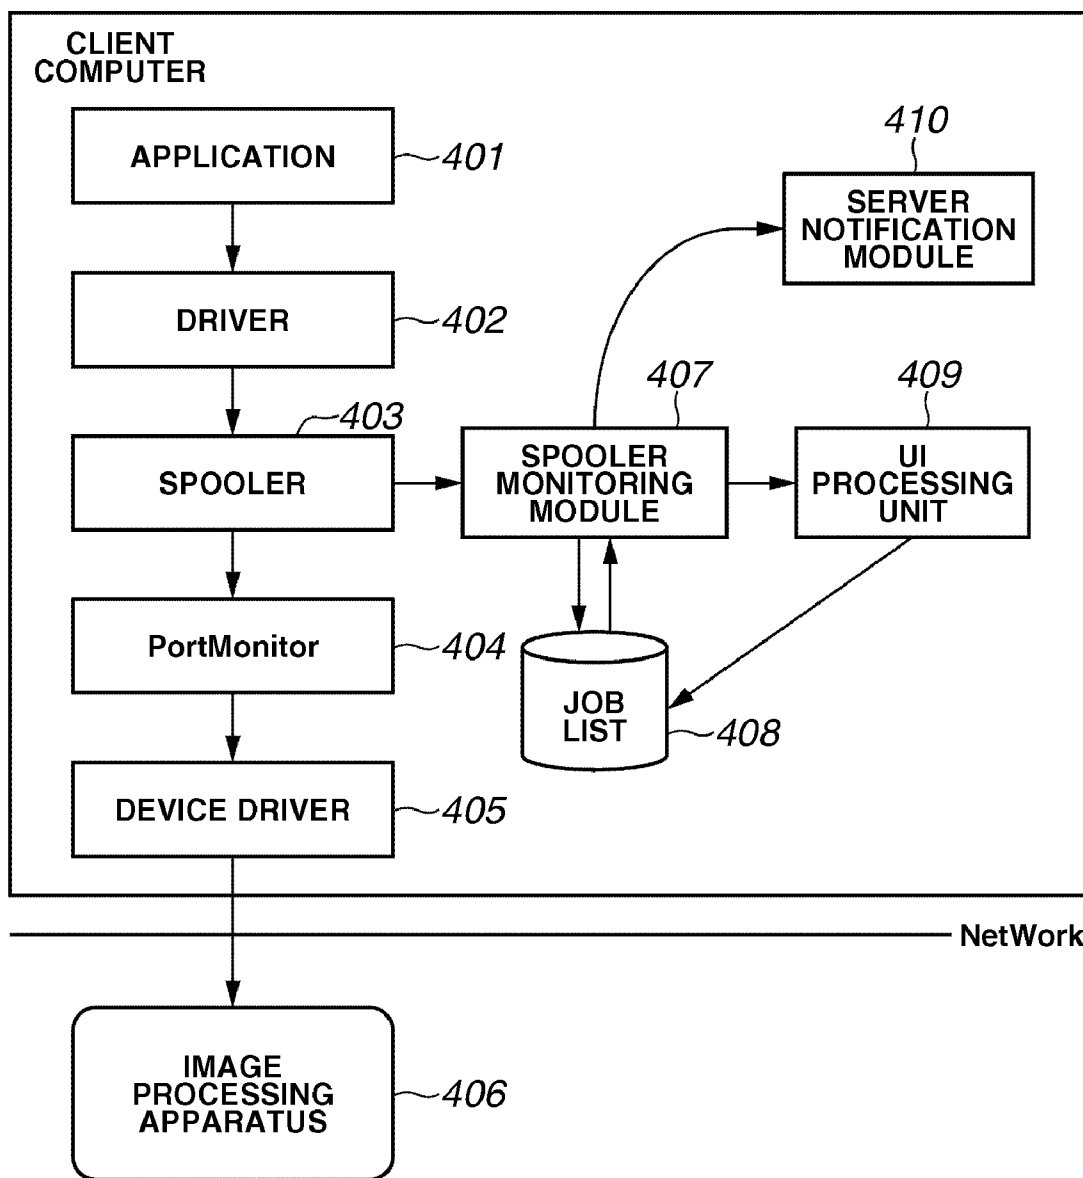 CLIENT
COMPUTER
APPLICATION
401
DRIVER
402
SPOOLER
403
PortMonitor
404
DEVICE DRIVER
405
SPOOLER
MONITORING
MODULE
407
JOB
LIST
408
UI
PROCESSING
UNIT
409
SERVER
NOTIFICATION
MODULE
410
NetWork
IMAGE
PROCESSING
APPARATUS
406